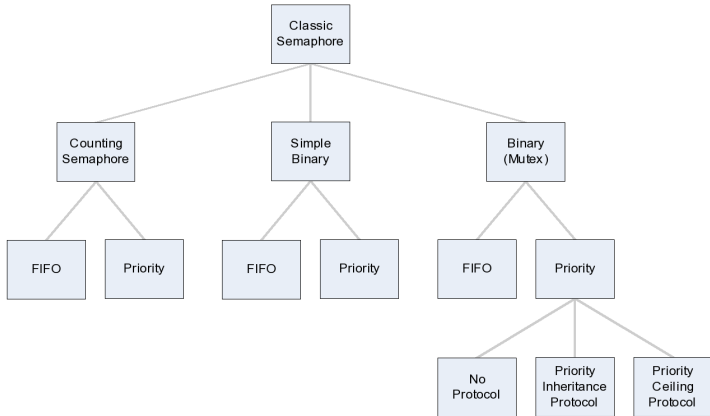 Classic
Semaphore
Counting
Semaphore
Simple
Binary
Binary
(Mutex)
FIFO
Priority
FIFO
Priority
FIFO
Priority
No
Protocol
Priority
Inheritance
Protocol
Priority
Ceiling
Protocol